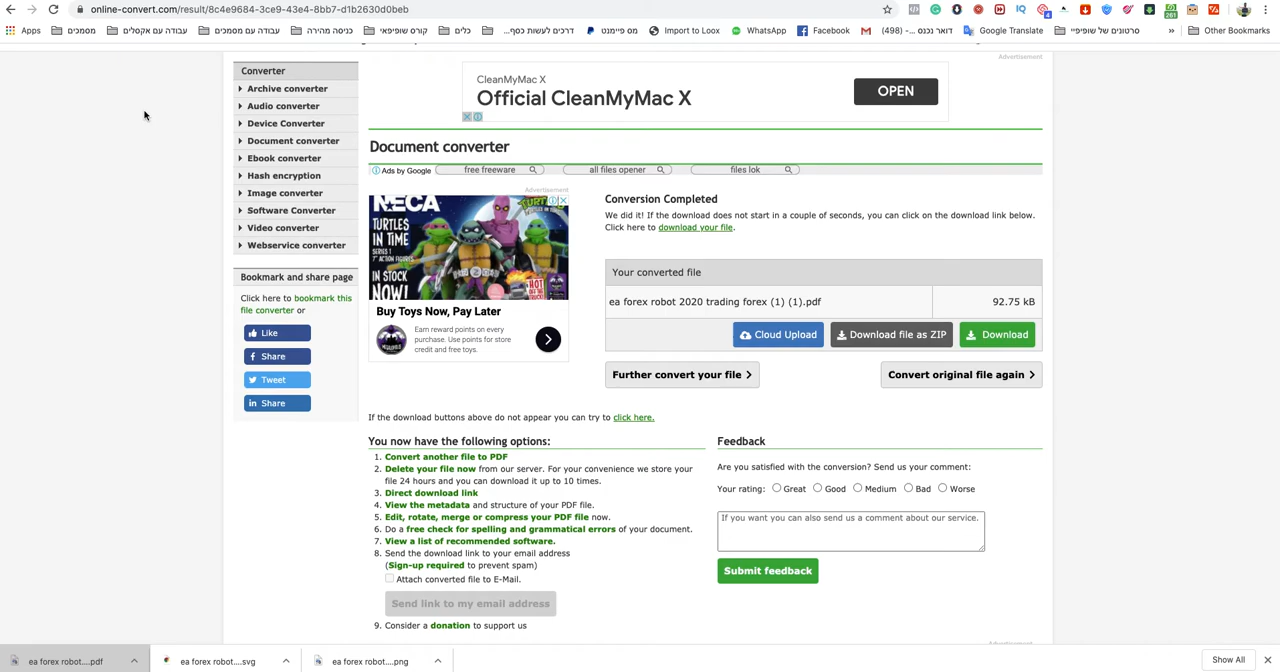 online-convert.com/result/8c4e9684-3ce9-43e4-8bb7-d1b2630d0beb
Apps
מסמכים
עבודה עם אקסלים
עבודה עם מסמכים
כניסה מהירה
קורס שופיפאי
כלים
דרכים לעשות כסף...
מס פיימנט
Import to Loox
WhatsApp
Facebook
דואר נכנס - (498)...
Google Translate
סרטונים של שופיפיי
»
Other Bookmarks
Converter
Archive converter
Audio converter
Device Converter
Document converter
Ebook converter
Hash encryption
Image converter
Software Converter
Video converter
Webservice converter
Bookmark and share page
Click here to bookmark this
file converter or
Like
Share
Tweet
Share
Advertisement
CleanMyMac X
Official CleanMyMac X
OPEN
Document converter
Ads by Google
free freeware
all files opener
files lok
Advertisement
NECA
TURTLES
IN TIME
SERIES 1
7" ACTION FIGURES
IN STOCK
NOW!
Buy Toys Now, Pay Later
Earn reward points on every
purchase. Use points for store
credit and free toys.
Conversion Completed
We did it! If the download does not start in a couple of seconds, you can click on the download link below.
Click here to download your file.
Your converted file
ea forex robot 2020 trading forex (1) (1).pdf
92.75 kB
Cloud Upload
Download file as ZIP
Download
Further convert your file
Convert original file again
If the download buttons above do not appear you can try to click here.
You now have the following options:
1. Convert another file to PDF
2. Delete your file now from our server. For your convenience we store your
file 24 hours and you can download it up to 10 times.
3. Direct download link
4. View the metadata and structure of your PDF file.
5. Edit, rotate, merge or compress your PDF file now.
6. Do a free check for spelling and grammatical errors of your document.
7. View a list of recommended software.
8. Send the download link to your email address
(Sign-up required to prevent spam)
Attach converted file to E-Mail.
Send link to my email address
9. Consider a donation to support us
Feedback
Are you satisfied with the conversion? Send us your comment:
Your rating: Great Good Medium Bad Worse
If you want you can also send us a comment about our service.
Submit feedback
ea forex robot....pdf
ea forex robot....svg
ea forex robot....png
Show All